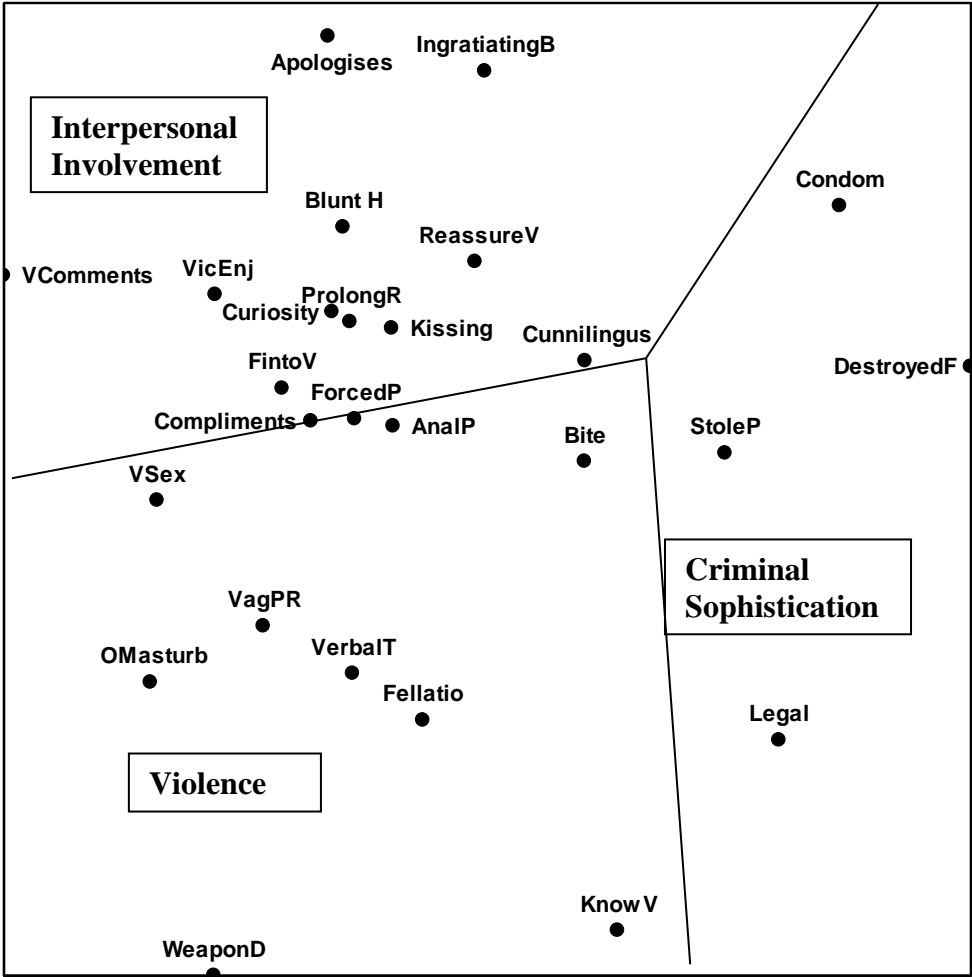 IngratiatingB
Apologises
Interpersonal
Involvement
Condom
Blunt H
ReassureV
VicEnj
VComments
ProlongR
Curiosity
Kissing
Cunnilingus
FintoV
DestroyedF
ForcedP
Compliments
AnalP
Bite
StoleP
VSex
Criminal
Sophistication
VagPR
VerbalT
OMasturb
Fellatio
Legal
Violence
Know V
WeaponD